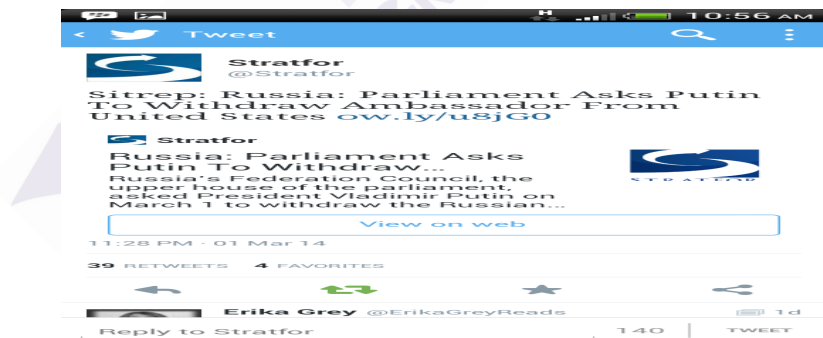 H 10:56 AM
Tweet
Stratfor
@Stratfor
Sitrep: Russia: Parliament Asks Putin
To Withdraw Ambassador From
United States ow.ly/u8jG0
Stratfor
Russia: Parliament Asks
Putin To Withdraw...
Russia's Federation Council, the
upper house of the parliament,
asked President Vladimir Putin on
March 1 to withdraw the Russian...
STRATFOR
View on web
11:28 PM · 01 Mar 14
39 RETWEETS 4 FAVORITES
Erika Grey @ErikaGreyReads 1d
Reply to Stratfor 140 TWEET